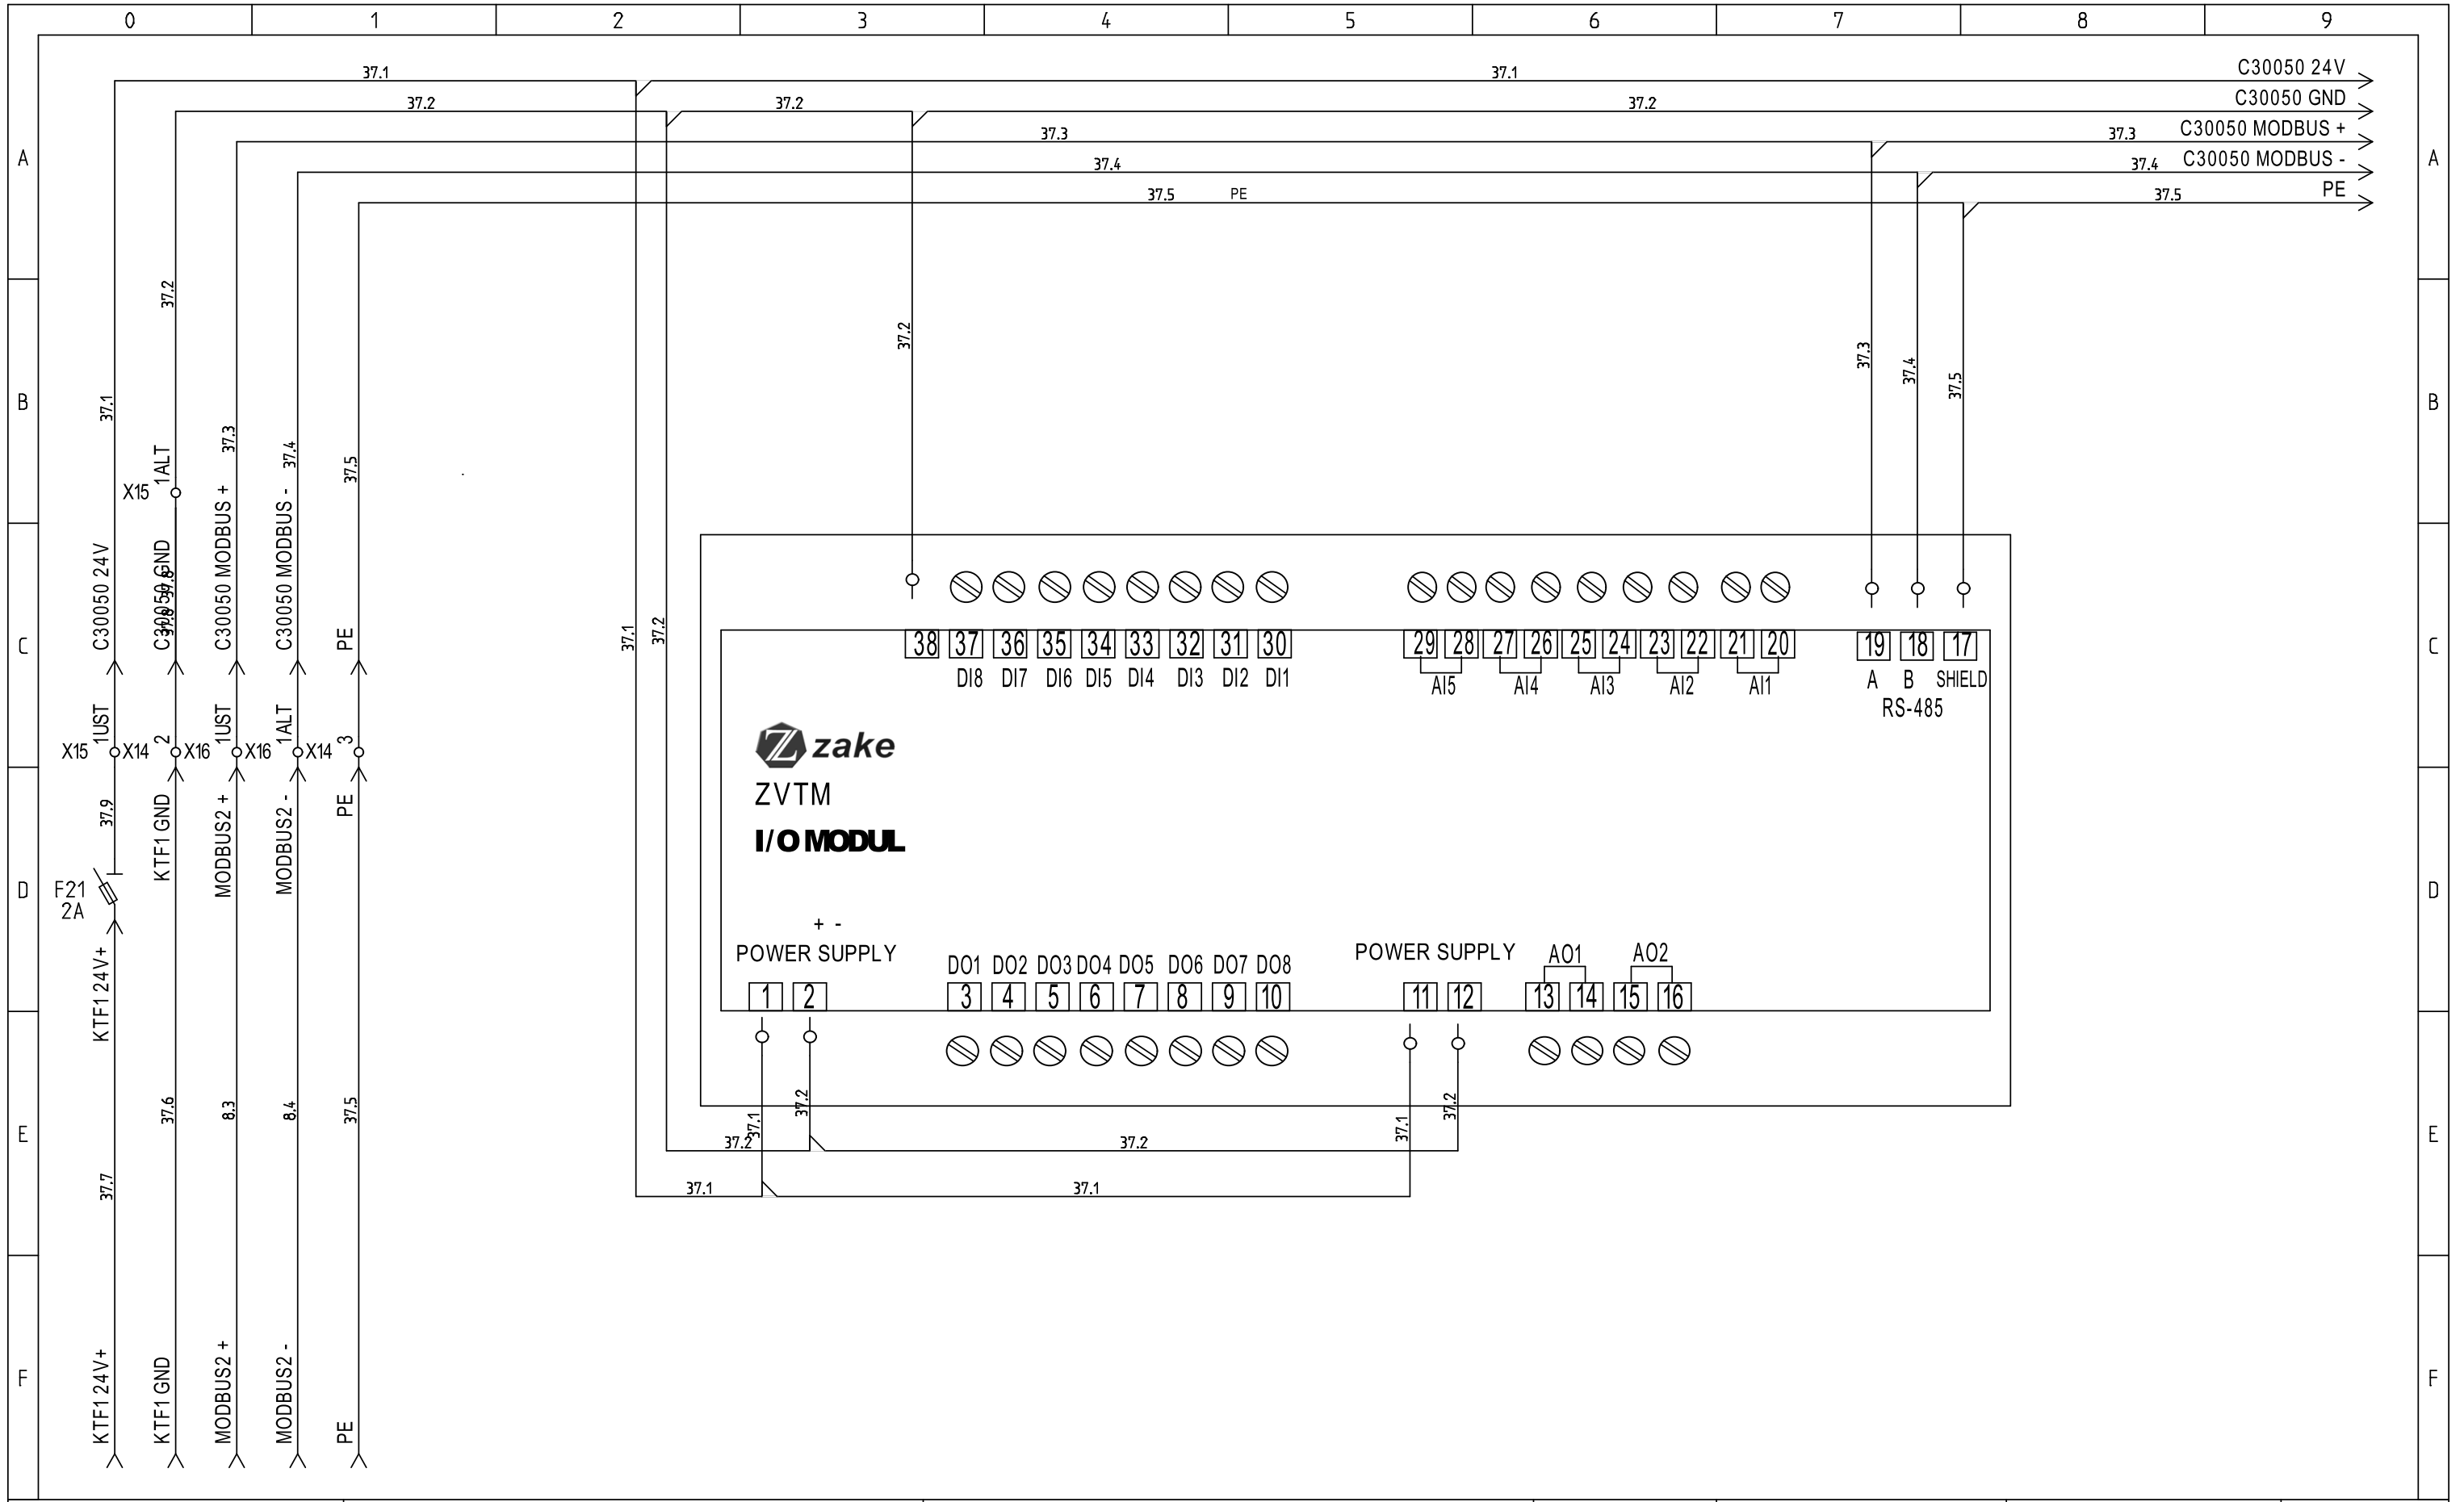 0 1 2 3 4 5 6 7 8 9
37.1 37.1 C30050 24V
37.2 37.2 37.2 C30050 GND
37.3 37.3 C30050 MODBUS +
37.4 37.4 C30050 MODBUS -
37.5 PE 37.5 PE
A A
37.2
37.2
37.3 37.4 37.5
B B
37.1 37.3 37.4 37.5
X15 1ALT
C30050 24V C30050 GND C30050 MODBUS + C30050 MODBUS - PE
37.8 37.8
37.1 37.2
C C
38 37 36 35 34 33 32 31 30 29 28 27 26 25 24 23 22 21 20 19 18 17
DI8 DI7 DI6 DI5 DI4 DI3 DI2 DI1 AI5 AI4 AI3 AI2 AI1 A B SHIELD
RS-485
X15 1UST X14 2 X16 1UST X16 1ALT X14 3
Z zake
ZVTM
I/O MODUL
37.9 KTF1 GND MODBUS2 + MODBUS2 - PE
D D
F21
2A
KTF1 24V+
+ -
POWER SUPPLY DO1 DO2 DO3 DO4 DO5 DO6 DO7 DO8 POWER SUPPLY AO1 AO2
1 2 3 4 5 6 7 8 9 10 11 12 13 14 15 16
37.6 8.3 8.4 37.5
37.1 37.2 37.1 37.2
E E
37.2 37.2
37.7 37.1 37.1
F F
KTF1 24V+ KTF1 GND MODBUS2 + MODBUS2 - PE